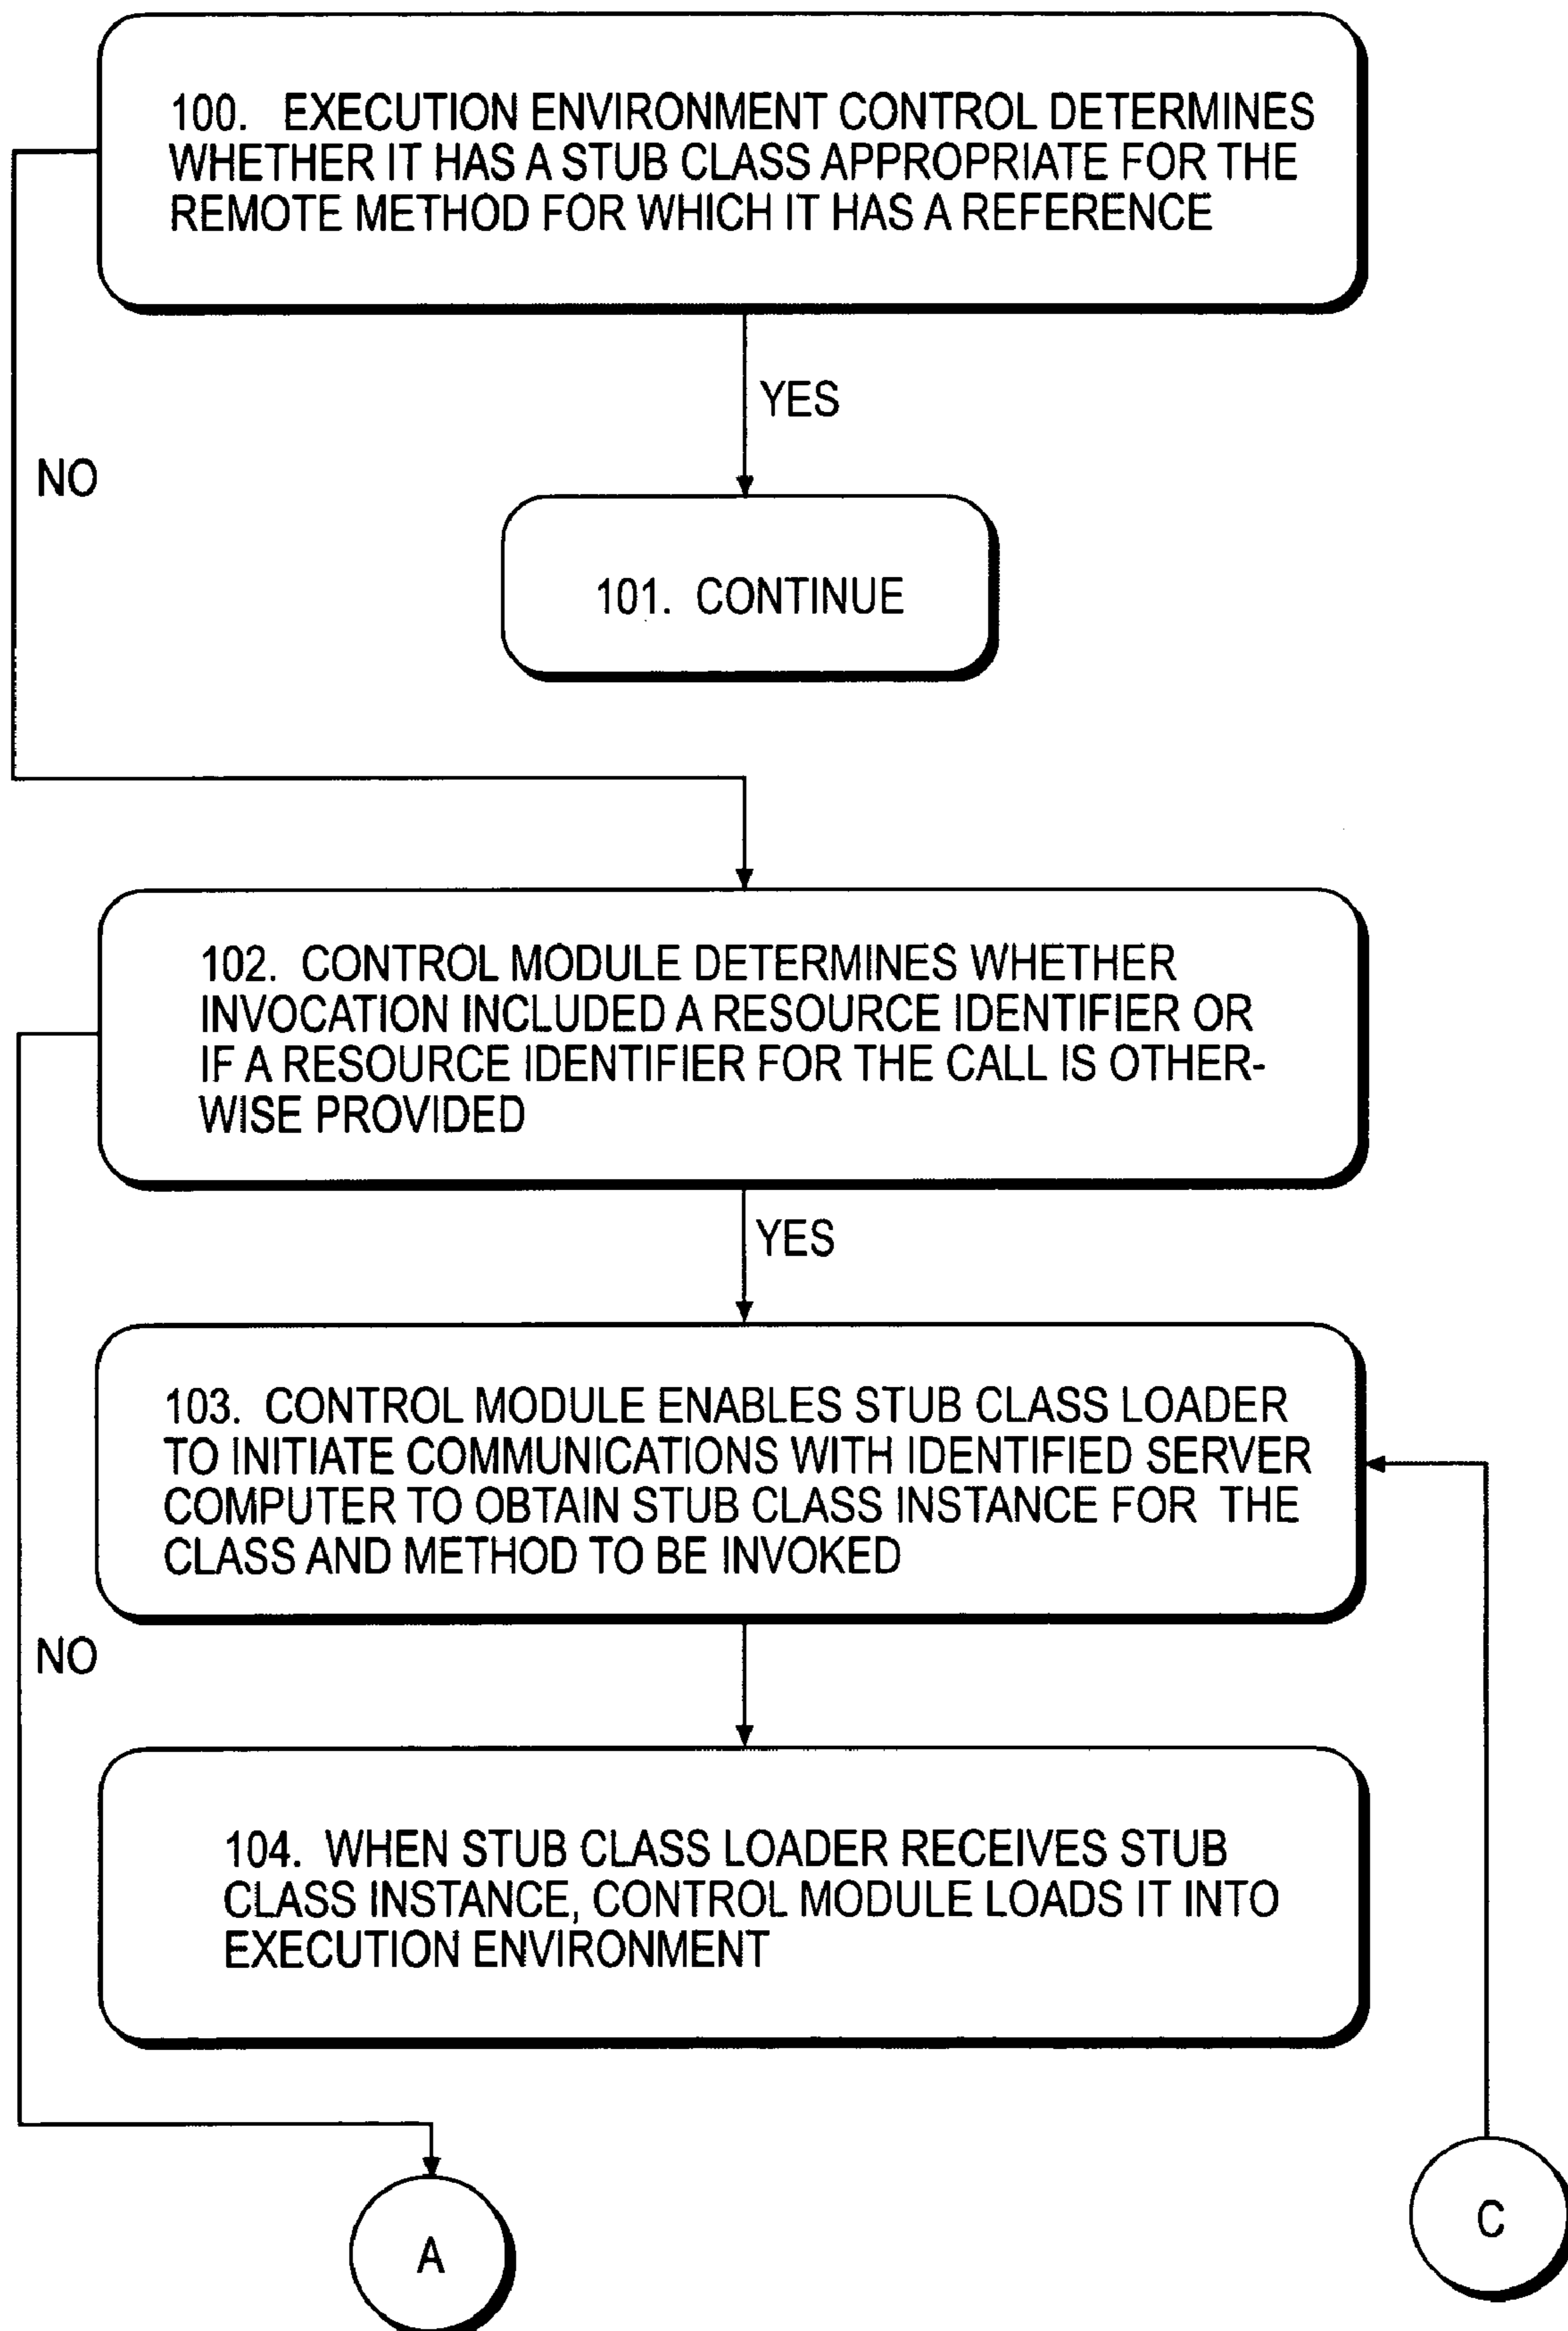 100. EXECUTION ENVIRONMENT CONTROL DETERMINES
WHETHER IT HAS A STUB CLASS APPROPRIATE FOR THE
REMOTE METHOD FOR WHICH IT HAS A REFERENCE
YES
NO
101. CONTINUE
102. CONTROL MODULE DETERMINES WHETHER
INVOCATION INCLUDED A RESOURCE IDENTIFIER OR
IF A RESOURCE IDENTIFIER FOR THE CALL IS OTHER-
WISE PROVIDED
YES
103. CONTROL MODULE ENABLES STUB CLASS LOADER
TO INITIATE COMMUNICATIONS WITH IDENTIFIED SERVER
COMPUTER TO OBTAIN STUB CLASS INSTANCE FOR THE
CLASS AND METHOD TO BE INVOKED
NO
104. WHEN STUB CLASS LOADER RECEIVES STUB
CLASS INSTANCE, CONTROL MODULE LOADS IT INTO
EXECUTION ENVIRONMENT
C
A